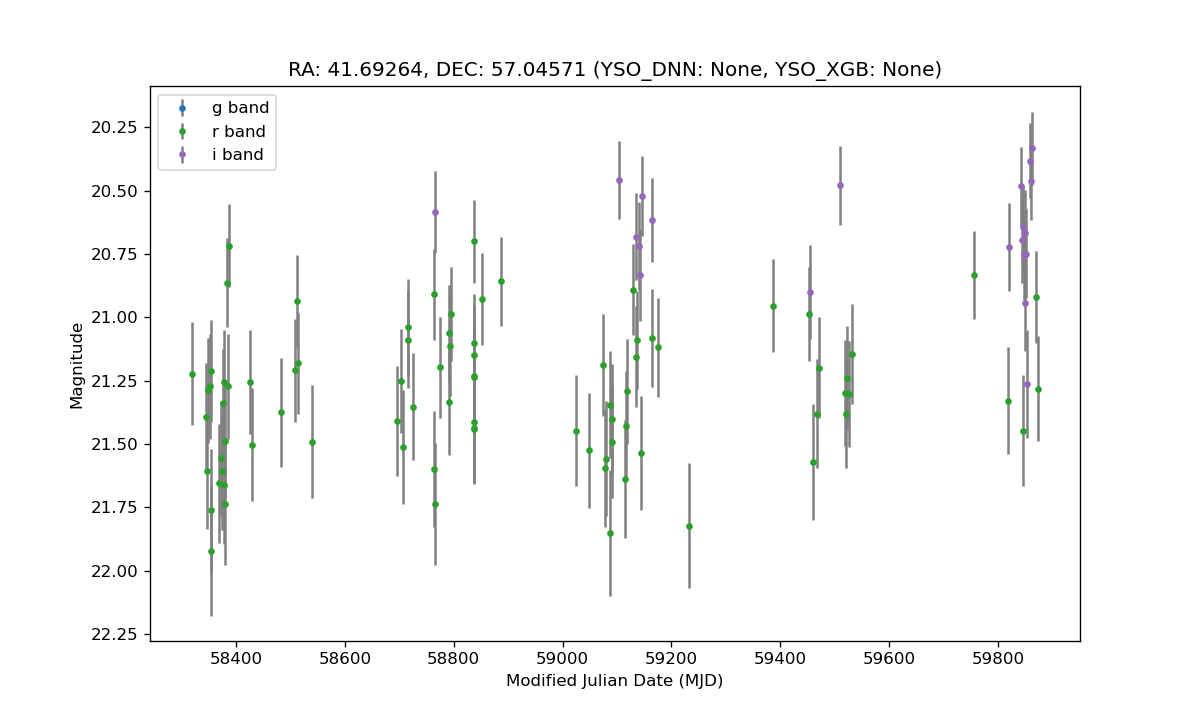 RA: 41.69264, DEC: 57.04571 (YSO_DNN: None, YSO_XGB: None)
g band
r band
i band
20.25
20.50
20.75
21.00
21.25
21.50
21.75
22.00
22.25
Magnitude
58400 58600 58800 59000 59200 59400 59600 59800
Modified Julian Date (MJD)